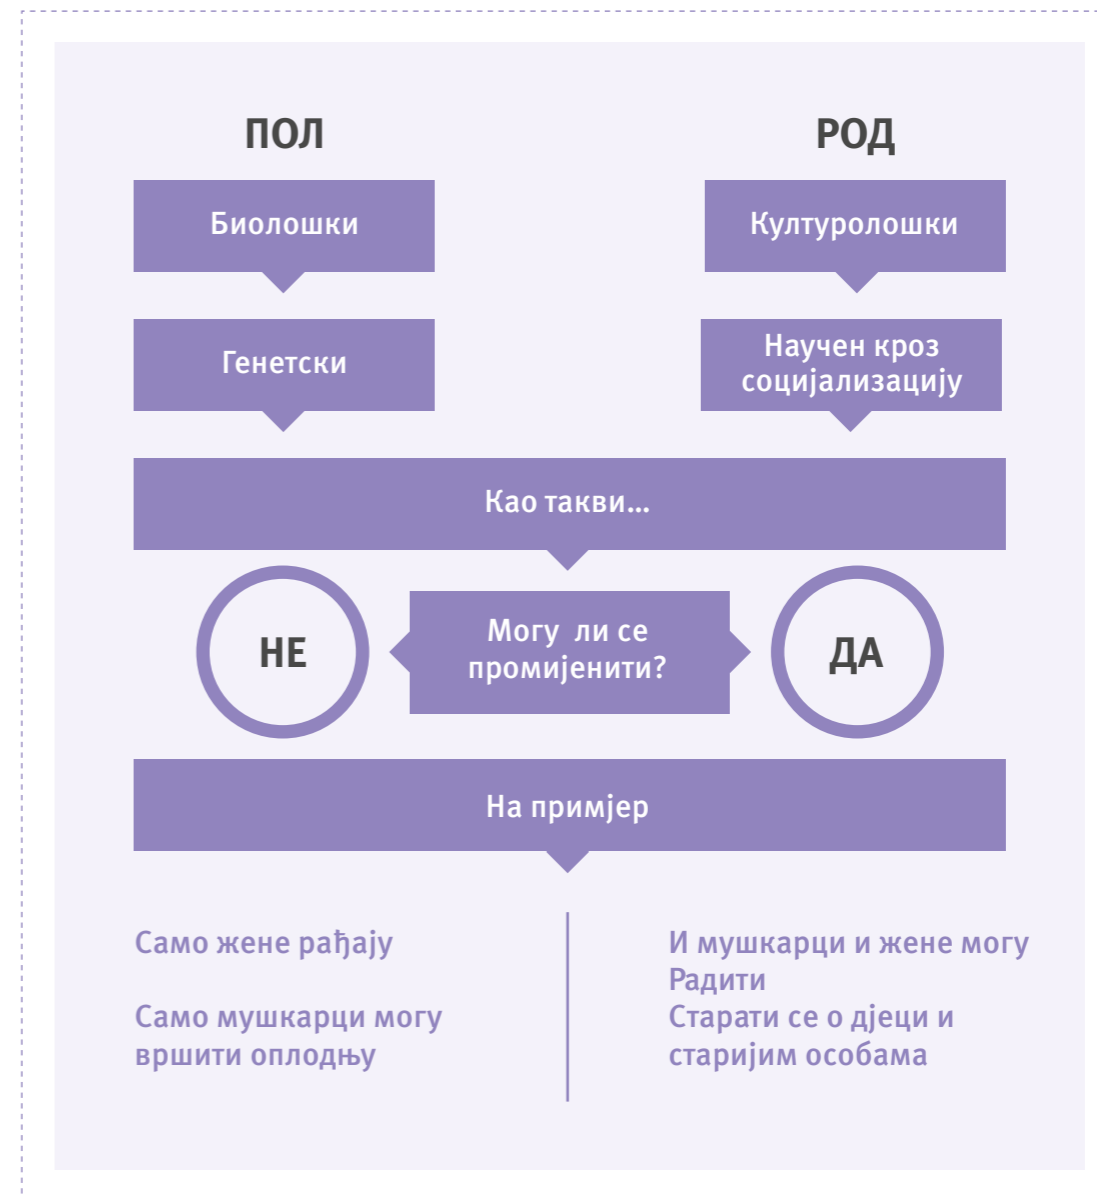 ПОЛ
РОД
Биолошки
Културолошки
Генетски
Научен кроз
социјализацију
Као такви...
НЕ
Могу ли се
промијенити?
ДА
На примјер
Само жене рађају
Само мушкарци могу
вршити оплодњу
И мушкарци и жене могу
Радити
Старати се о дјеци и
старијим особама